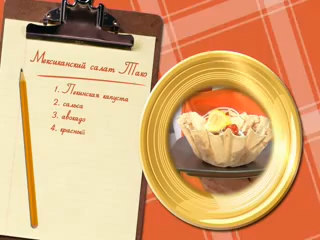 Мексиканский салат Тако
1. Пекинская капуста
2. сальса
3. авокадо
4. красный